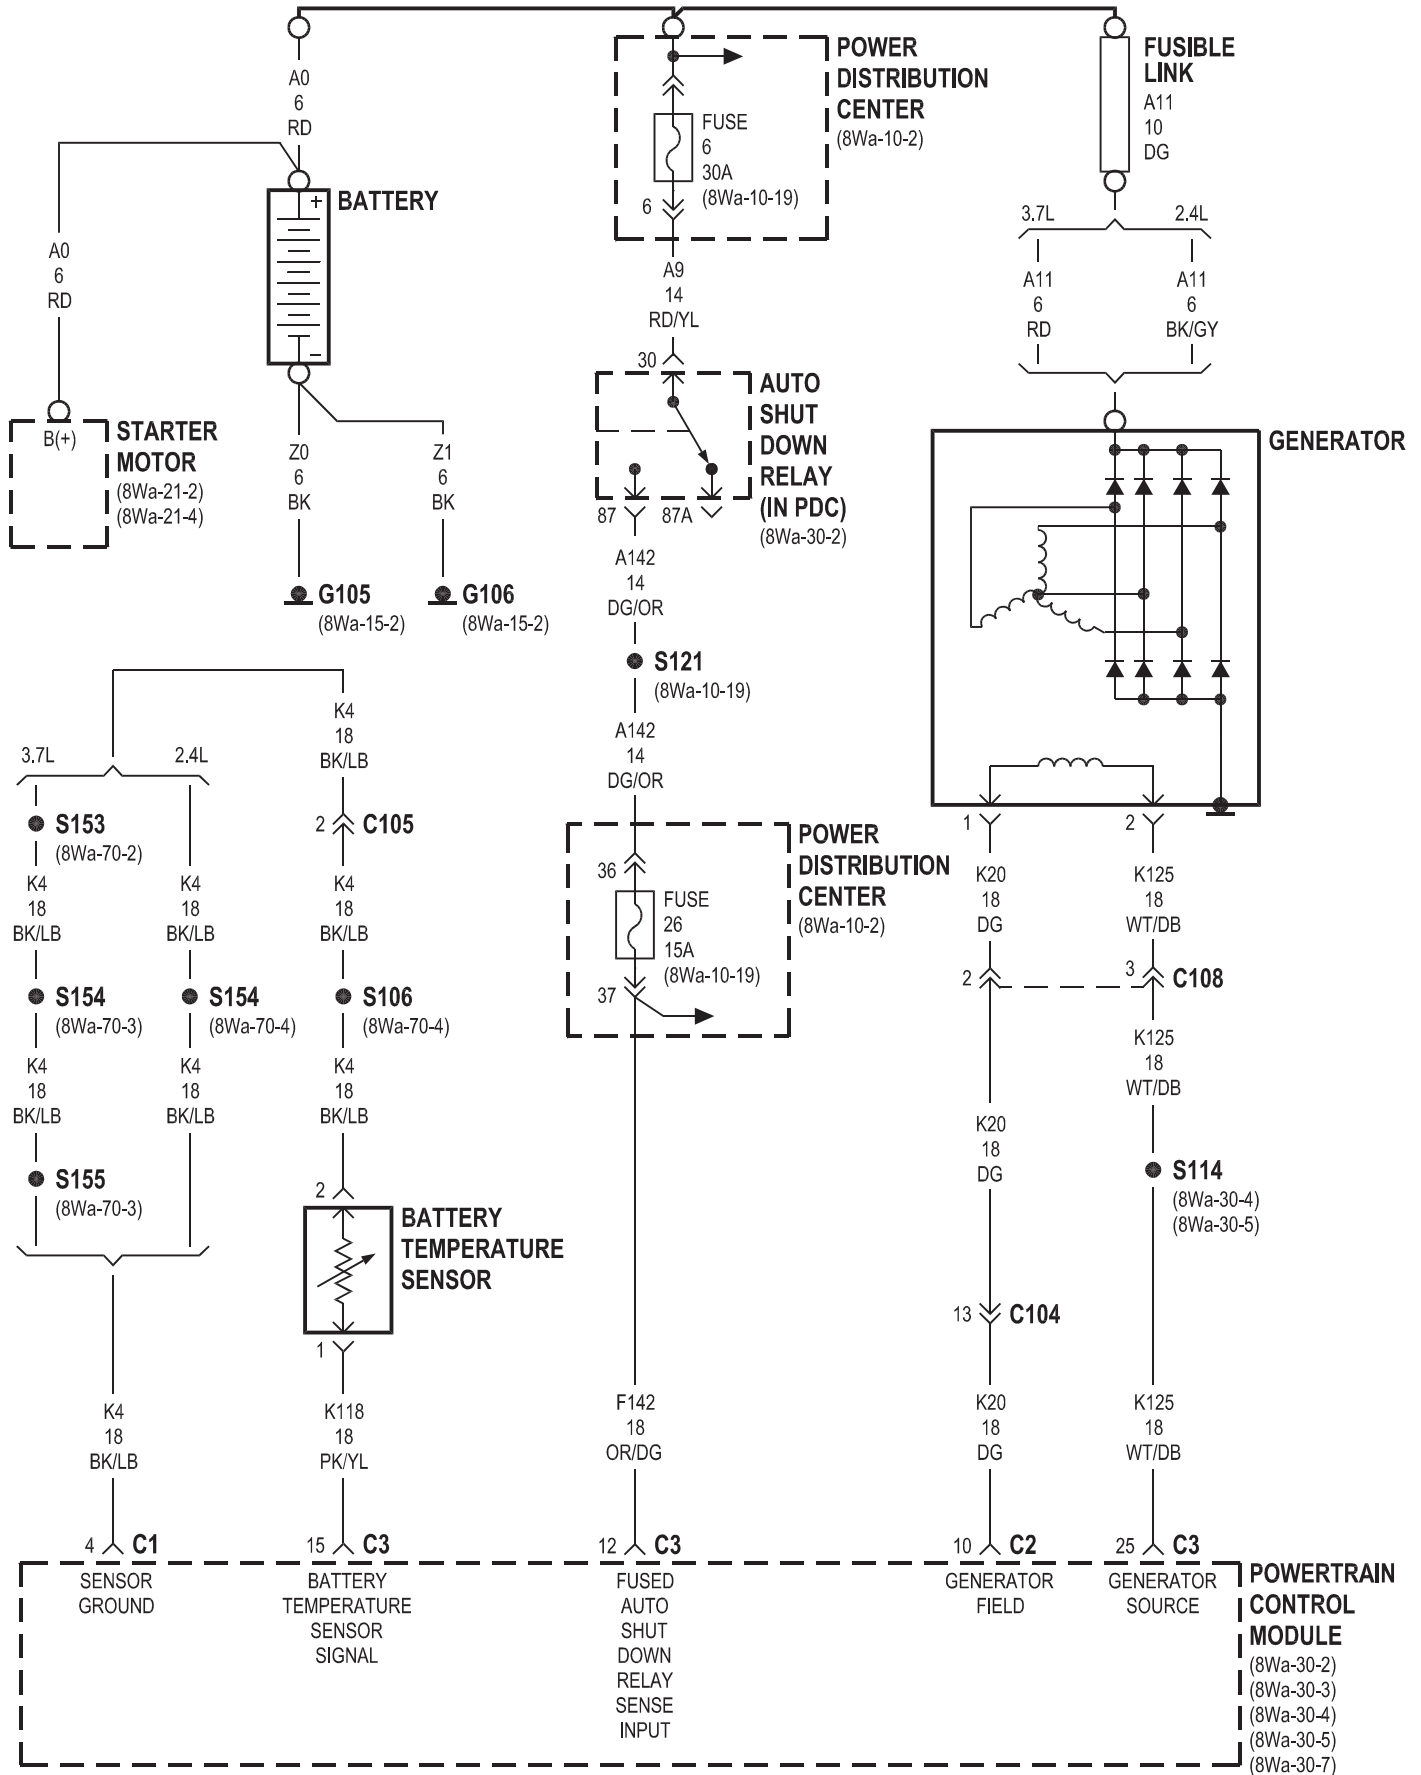 A0
6
RD
POWER
DISTRIBUTION
CENTER
(8Wa-10-2)
FUSE
6
30A
(8Wa-10-19)
6
FUSIBLE
LINK
A11
10
DG
+
BATTERY
−
A0
6
RD
B(+)
STARTER
MOTOR
(8Wa-21-2)
(8Wa-21-4)
Z0
6
BK
Z1
6
BK
G105
(8Wa-15-2)
G106
(8Wa-15-2)
A9
14
RD/YL
30
AUTO
SHUT
DOWN
RELAY
(IN PDC)
(8Wa-30-2)
87
87A
A142
14
DG/OR
S121
(8Wa-10-19)
A142
14
DG/OR
3.7L
2.4L
A11
6
RD
A11
6
BK/GY
GENERATOR
1
2
K4
18
BK/LB
3.7L
2.4L
S153
(8Wa-70-2)
2
C105
K4
18
BK/LB
K4
18
BK/LB
K4
18
BK/LB
S154
(8Wa-70-3)
S154
(8Wa-70-4)
S106
(8Wa-70-4)
K4
18
BK/LB
K4
18
BK/LB
K4
18
BK/LB
S155
(8Wa-70-3)
2
BATTERY
TEMPERATURE
SENSOR
1
POWER
DISTRIBUTION
CENTER
(8Wa-10-2)
36
FUSE
26
15A
(8Wa-10-19)
37
K20
18
DG
K125
18
WT/DB
2
3
C108
K125
18
WT/DB
K20
18
DG
S114
(8Wa-30-4)
(8Wa-30-5)
13
C104
K4
18
BK/LB
K118
18
PK/YL
F142
18
OR/DG
K20
18
DG
K125
18
WT/DB
4
C1
15
C3
12
C3
10
C2
25
C3
SENSOR
GROUND
BATTERY
TEMPERATURE
SENSOR
SIGNAL
FUSED
AUTO
SHUT
DOWN
RELAY
SENSE
INPUT
GENERATOR
FIELD
GENERATOR
SOURCE
POWERTRAIN
CONTROL
MODULE
(8Wa-30-2)
(8Wa-30-3)
(8Wa-30-4)
(8Wa-30-5)
(8Wa-30-7)